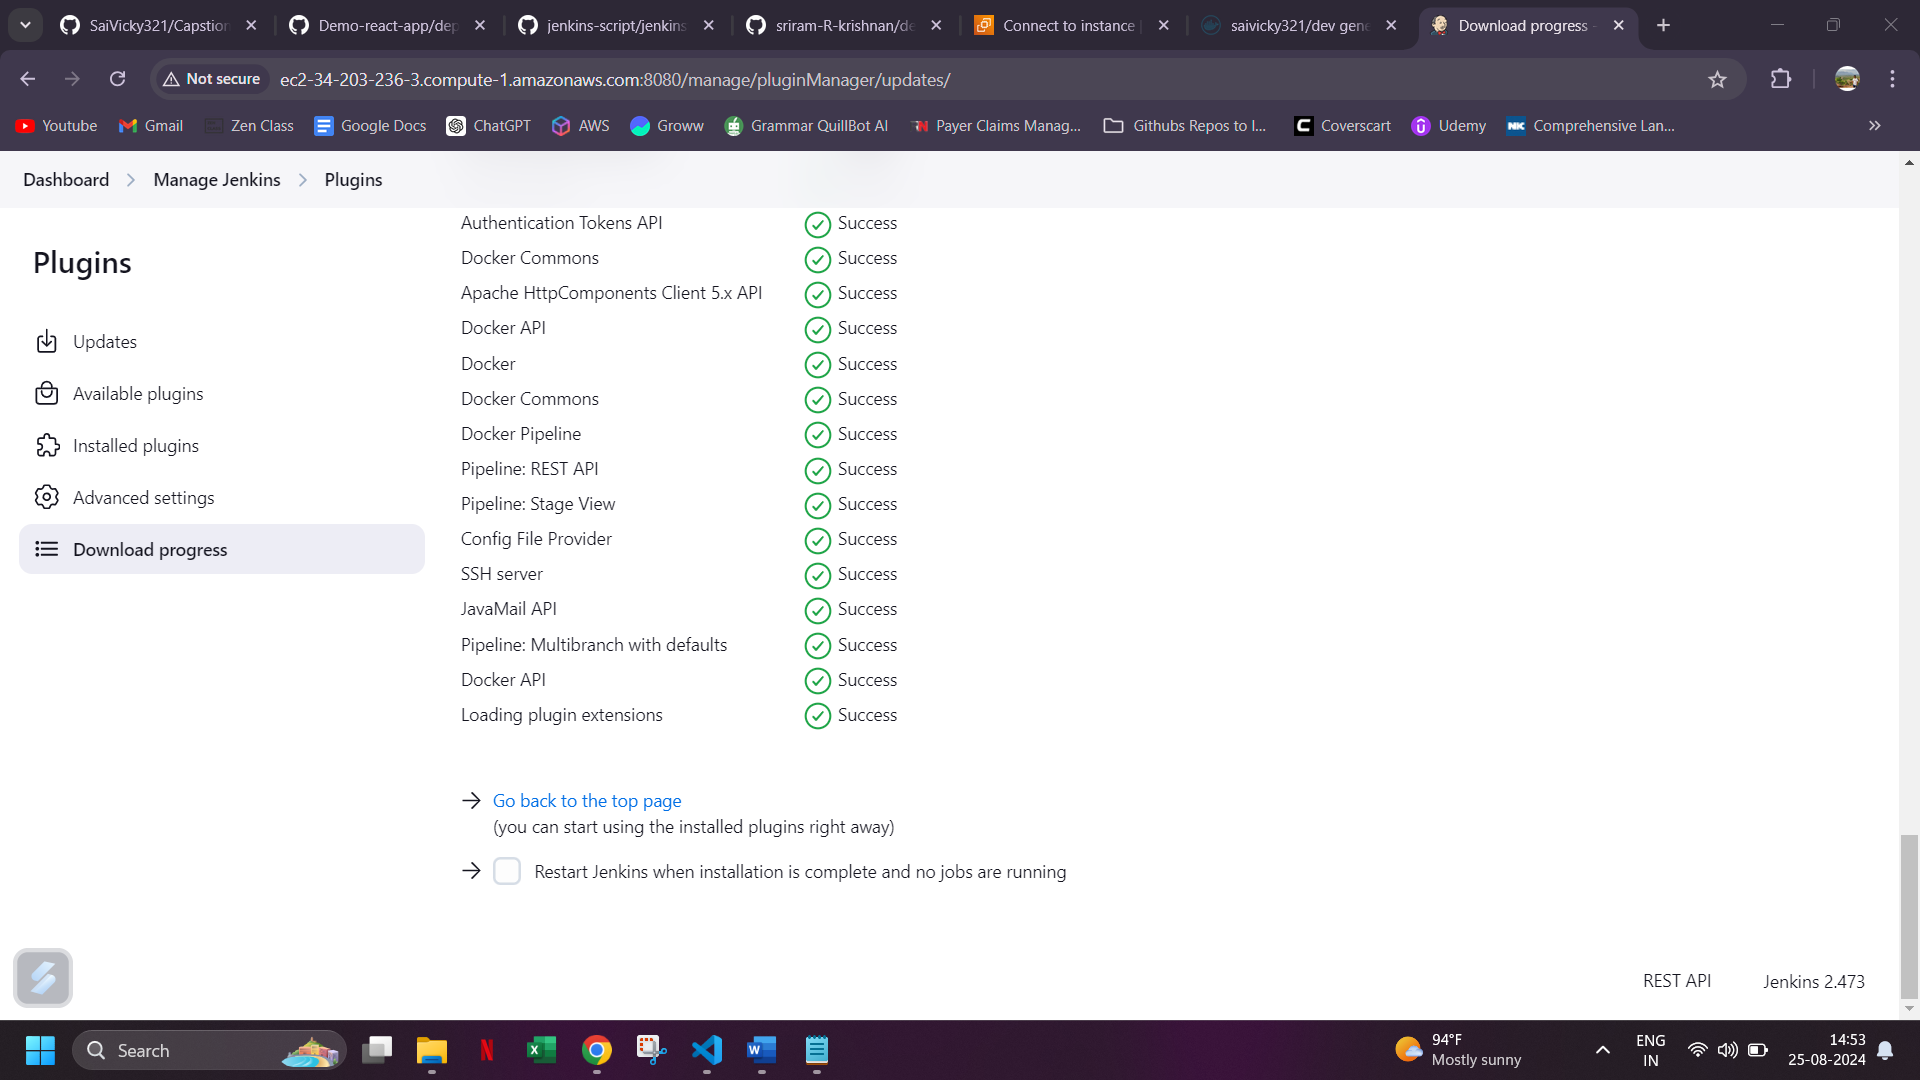 SaiVicky321/Capstion
Demo-react-app/dep
jenkins-script/jenkins
sriram-R-krishnan/de
Connect to instance
saivicky321/dev gene
Download progress -
Not secure
ec2-34-203-236-3.compute-1.amazonaws.com:8080/manage/pluginManager/updates/
Youtube
Gmail
Zen Class
Google Docs
ChatGPT
AWS
Groww
Grammar QuillBot AI
Payer Claims Manag...
Githubs Repos to l...
Coverscart
Udemy
NK
Comprehensive Lan...
Dashboard
Manage Jenkins
Plugins
Plugins
Updates
Available plugins
Installed plugins
Advanced settings
Download progress
Authentication Tokens API Success
Docker Commons Success
Apache HttpComponents Client 5.x API Success
Docker API Success
Docker Success
Docker Commons Success
Docker Pipeline Success
Pipeline: REST API Success
Pipeline: Stage View Success
Config File Provider Success
SSH server Success
JavaMail API Success
Pipeline: Multibranch with defaults Success
Docker API Success
Loading plugin extensions Success
Go back to the top page
(you can start using the installed plugins right away)
Restart Jenkins when installation is complete and no jobs are running
REST API
Jenkins 2.473
Search
94°F
Mostly sunny
ENG
IN
14:53
25-08-2024